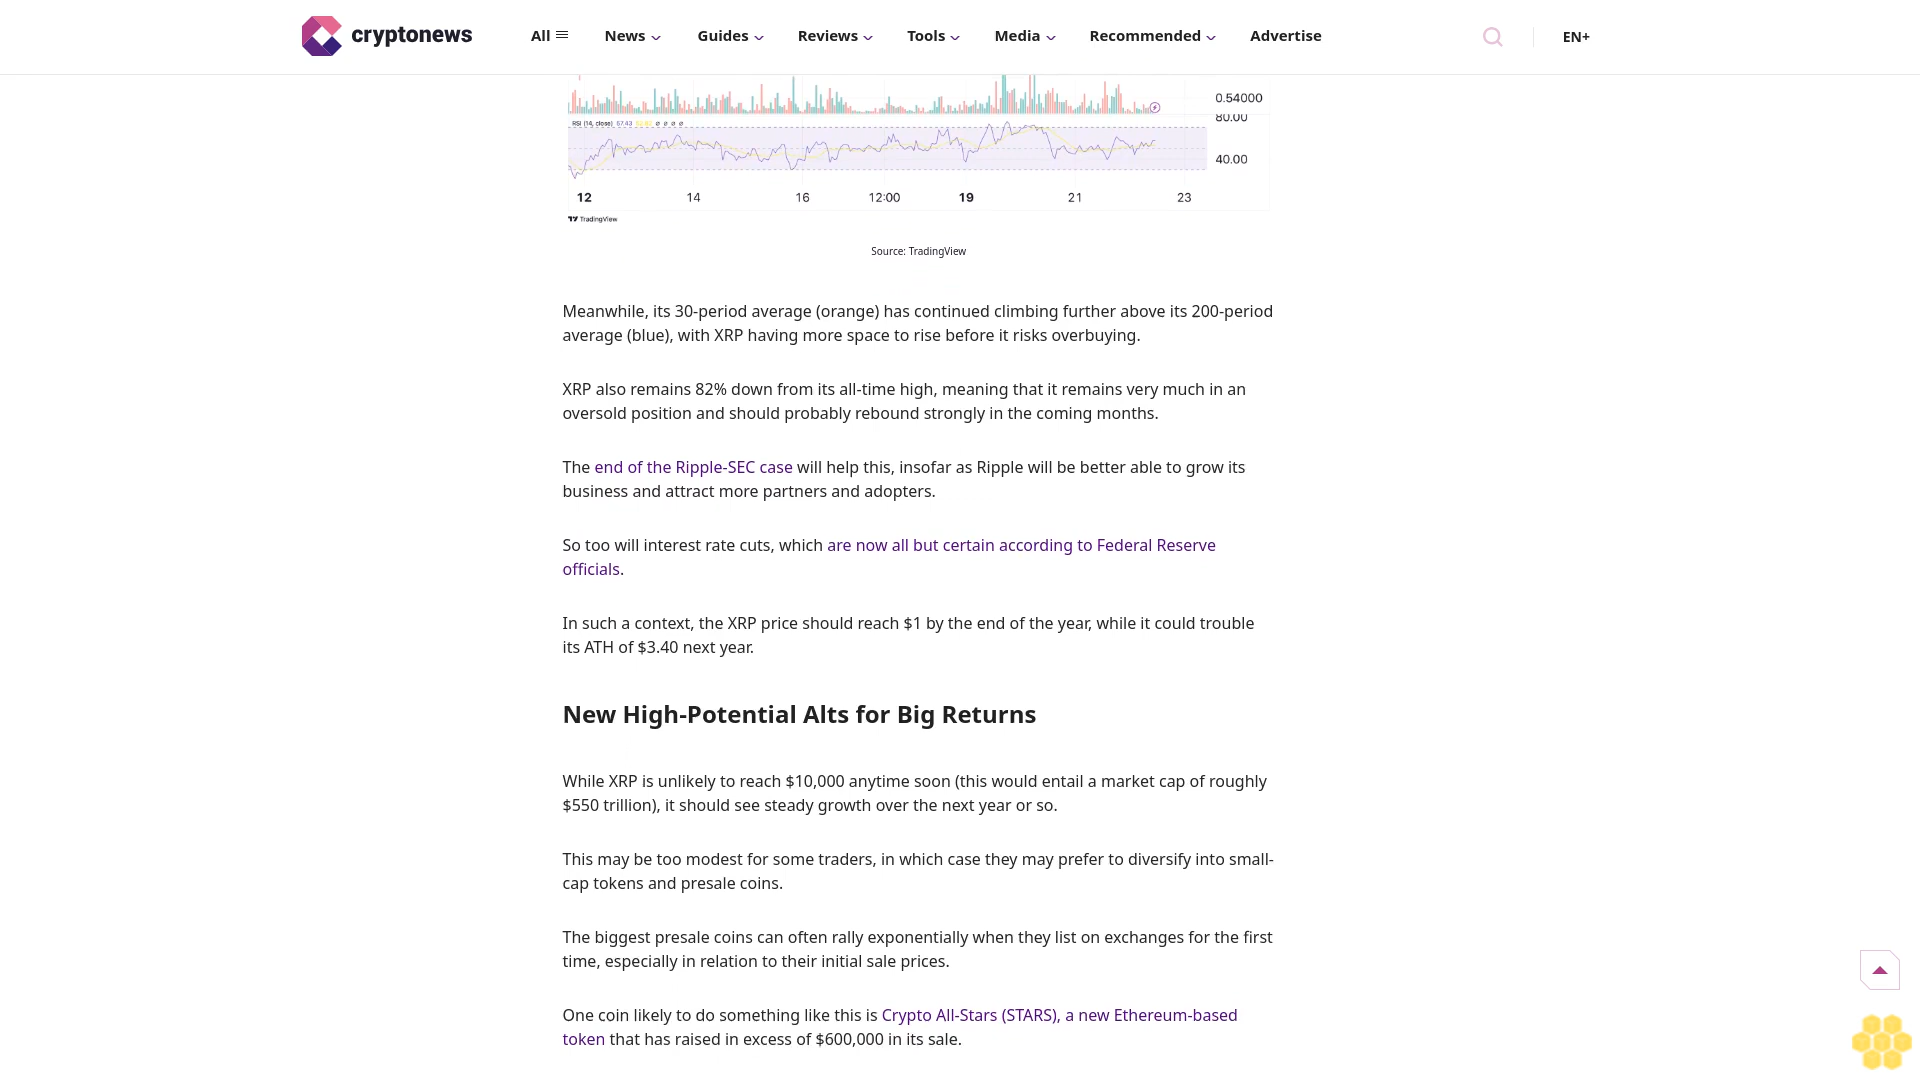 cryptonews
All
News
Guides
Reviews
Tools
Media
Recommended
Advertise
EN+
0.54000
RSI (14, close) 57.43
80.00
40.00
12 14 16 12:00 19 21 23
TradingView
Source: TradingView
Meanwhile, its 30-period average (orange) has continued climbing further above its 200-period
average (blue), with XRP having more space to rise before it risks overbuying.
XRP also remains 82% down from its all-time high, meaning that it remains very much in an
oversold position and should probably rebound strongly in the coming months.
The end of the Ripple-SEC case will help this, insofar as Ripple will be better able to grow its
business and attract more partners and adopters.
So too will interest rate cuts, which are now all but certain according to Federal Reserve
officials.
In such a context, the XRP price should reach $1 by the end of the year, while it could trouble
its ATH of $3.40 next year.
New High-Potential Alts for Big Returns
While XRP is unlikely to reach $10,000 anytime soon (this would entail a market cap of roughly
$550 trillion), it should see steady growth over the next year or so.
This may be too modest for some traders, in which case they may prefer to diversify into small-
cap tokens and presale coins.
The biggest presale coins can often rally exponentially when they list on exchanges for the first
time, especially in relation to their initial sale prices.
One coin likely to do something like this is Crypto All-Stars (STARS), a new Ethereum-based
token that has raised in excess of $600,000 in its sale.